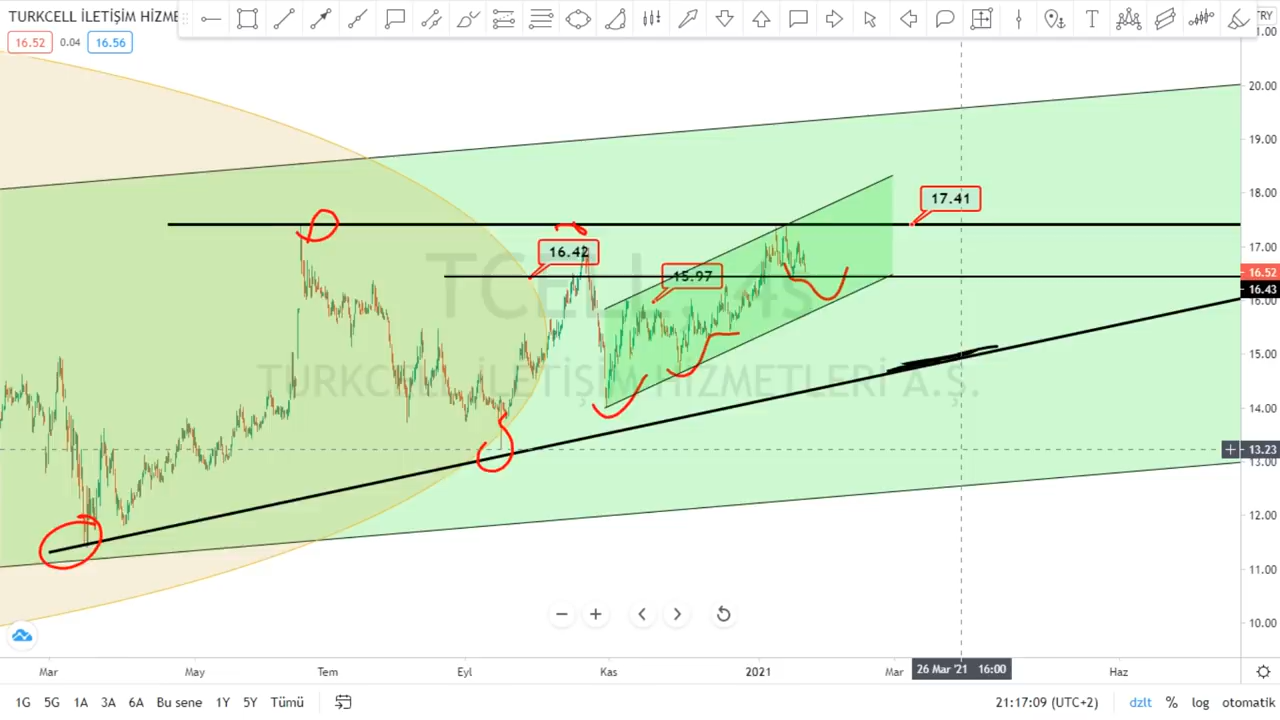 TURKCELL İLETİŞİM HİZME
16.52 0.04 16.56
TRY
20.00
19.00
18.00
17.41
17.00
16.42
15.97
16.52
16.43
16.00
TCELL, 4s
15.00
TURKCELL İLETİŞİM HİZMETLERİ A.Ş.
14.00
13.23
13.00
12.00
11.00
10.00
Mar May Tem Eyl Kas 2021 Mar 26 Mar '21 16:00 Haz
1G 5G 1A 3A 6A Bu sene 1Y 5Y Tümü 21:17:09 (UTC+2) dzlt % log otomatik